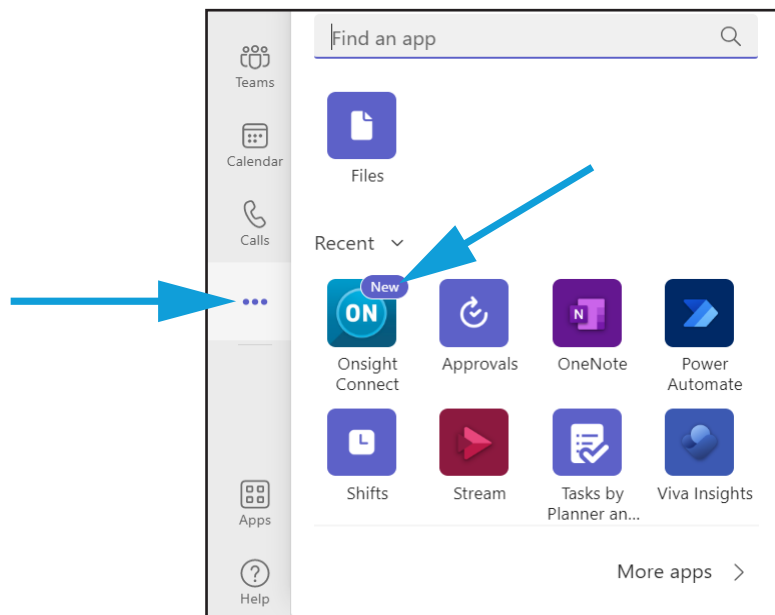 Teams
Calendar
Calls
Apps
Help
Find an app
Files
Recent
New
ON
N
Onsight
Connect
Approvals
OneNote
Power
Automate
Shifts
Stream
Tasks by
Planner an...
Viva Insights
More apps